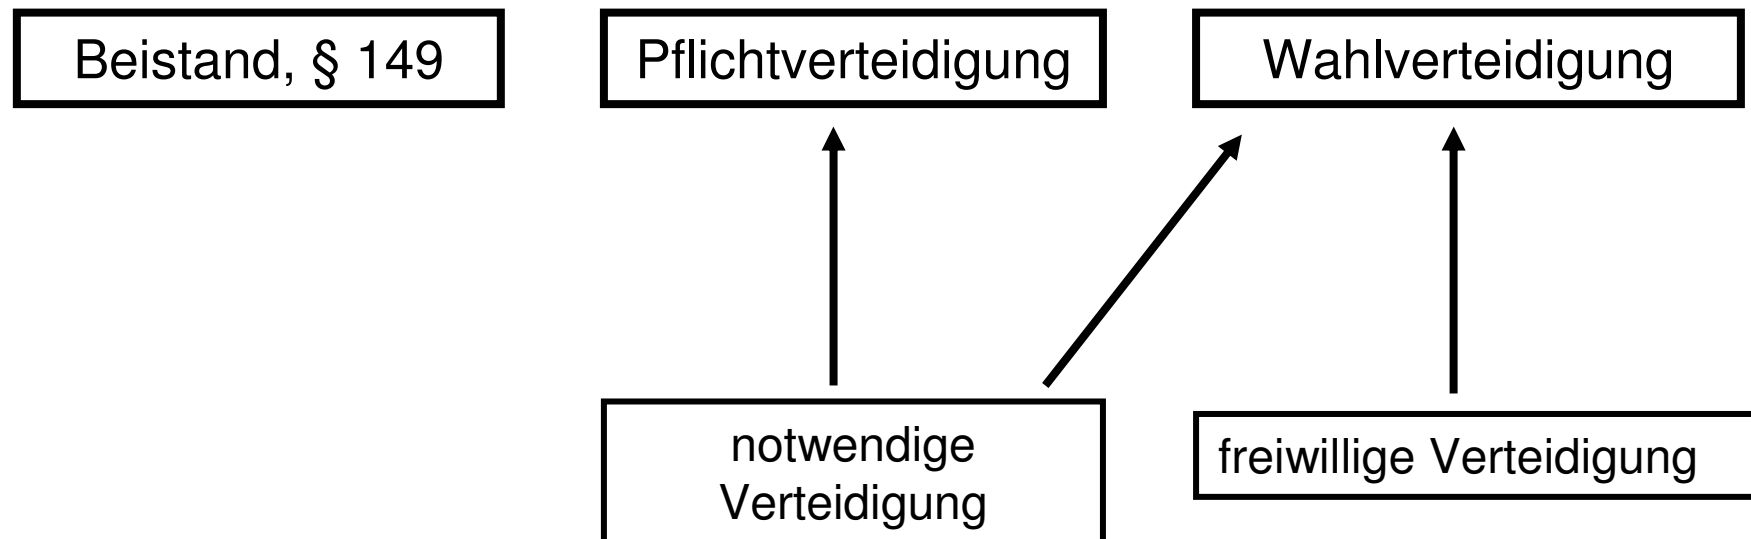 Beistand, § 149
Pflichtverteidigung
Wahlverteidigung
notwendige
Verteidigung
freiwillige Verteidigung